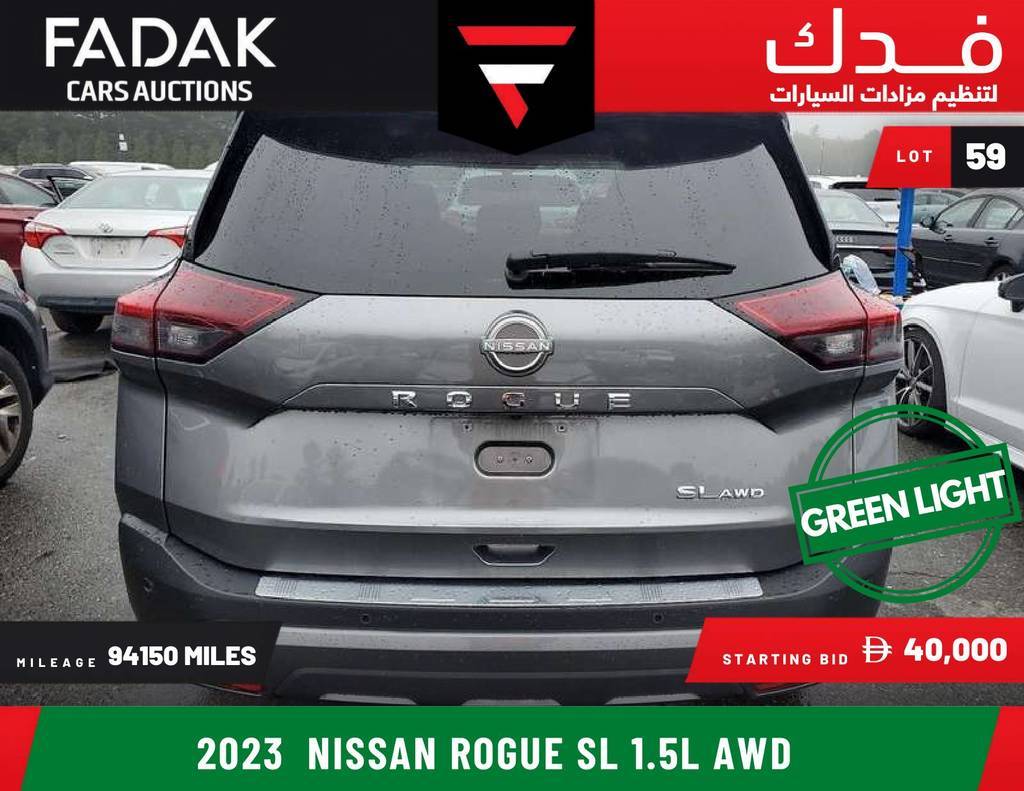 FADAK
CARS AUCTIONS
فدك
لتنظيم مزادات السيارات
LOT 59
NISSAN
ROGUE
SL AWD
GREEN LIGHT
MILEAGE 94150 MILES
STARTING BID 40,000
2023 NISSAN ROGUE SL 1.5L AWD